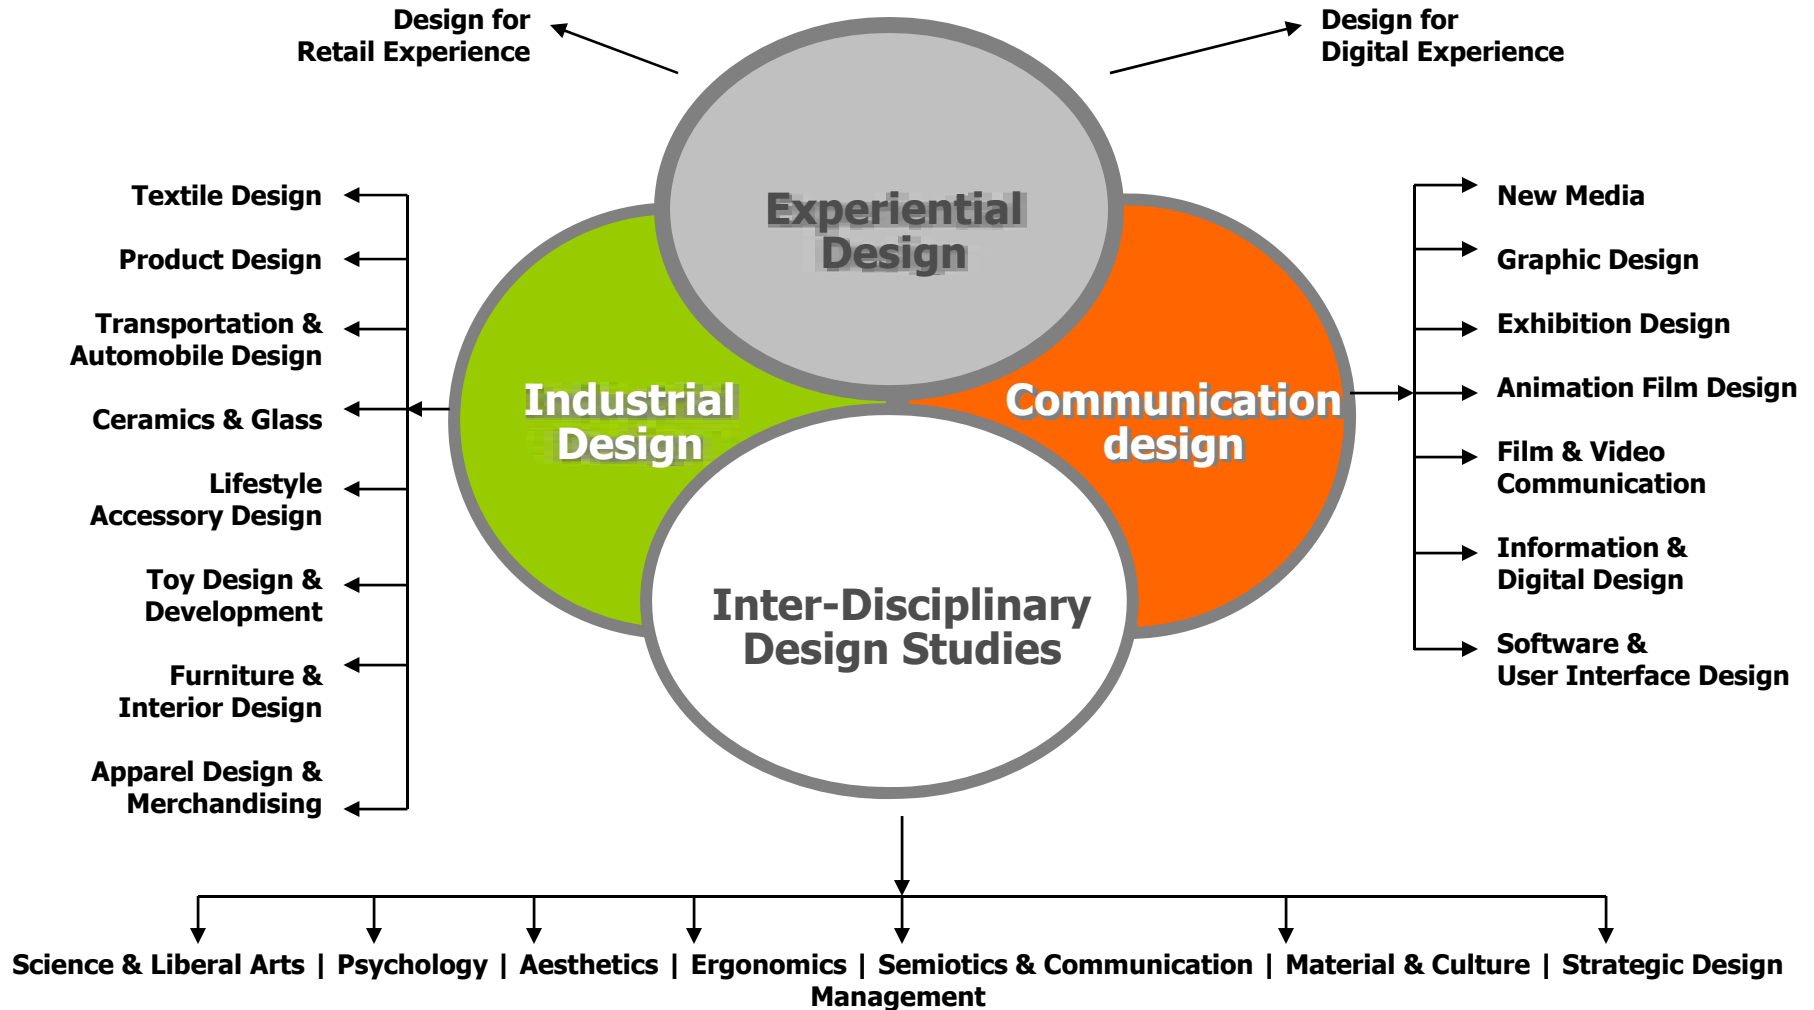 Design for
Retail Experience
Design for
Digital Experience
Experiential
Design
Textile Design
Product Design
Transportation &
Automobile Design
Ceramics & Glass
Lifestyle
Accessory Design
Toy Design &
Development
Furniture &
Interior Design
Apparel Design &
Merchandising
Industrial
Design
Communication
design
New Media
Graphic Design
Exhibition Design
Animation Film Design
Film & Video
Communication
Information &
Digital Design
Software &
User Interface Design
Inter-Disciplinary
Design Studies
Science & Liberal Arts | Psychology | Aesthetics | Ergonomics | Semiotics & Communication | Material & Culture | Strategic Design
Management